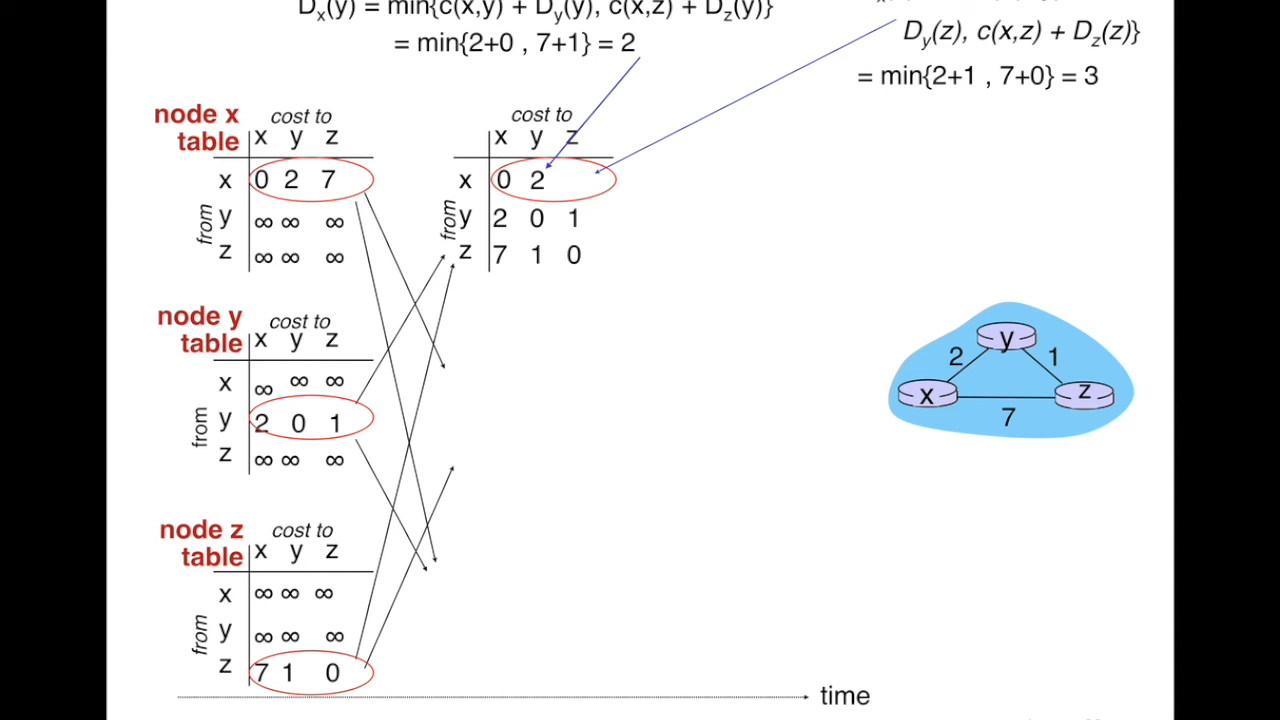 Dx(y) = min{c(x,y) + Dy(y), c(x,z) + Dz(y)}
= min{2+0 , 7+1} = 2
Dy(z), c(x,z) + Dz(z)}
= min{2+1 , 7+0} = 3
node x table
cost to
x y z
x 0 2 7
from
y ∞ ∞ ∞
z ∞ ∞ ∞
cost to
x y z
x 0 2
from
y 2 0 1
z 7 1 0
node y table
cost to
x y z
x ∞ ∞ ∞
from
y 2 0 1
z ∞ ∞ ∞
y
2
1
x
z
7
node z table
cost to
x y z
x ∞ ∞ ∞
from
y ∞ ∞ ∞
z 7 1 0
time